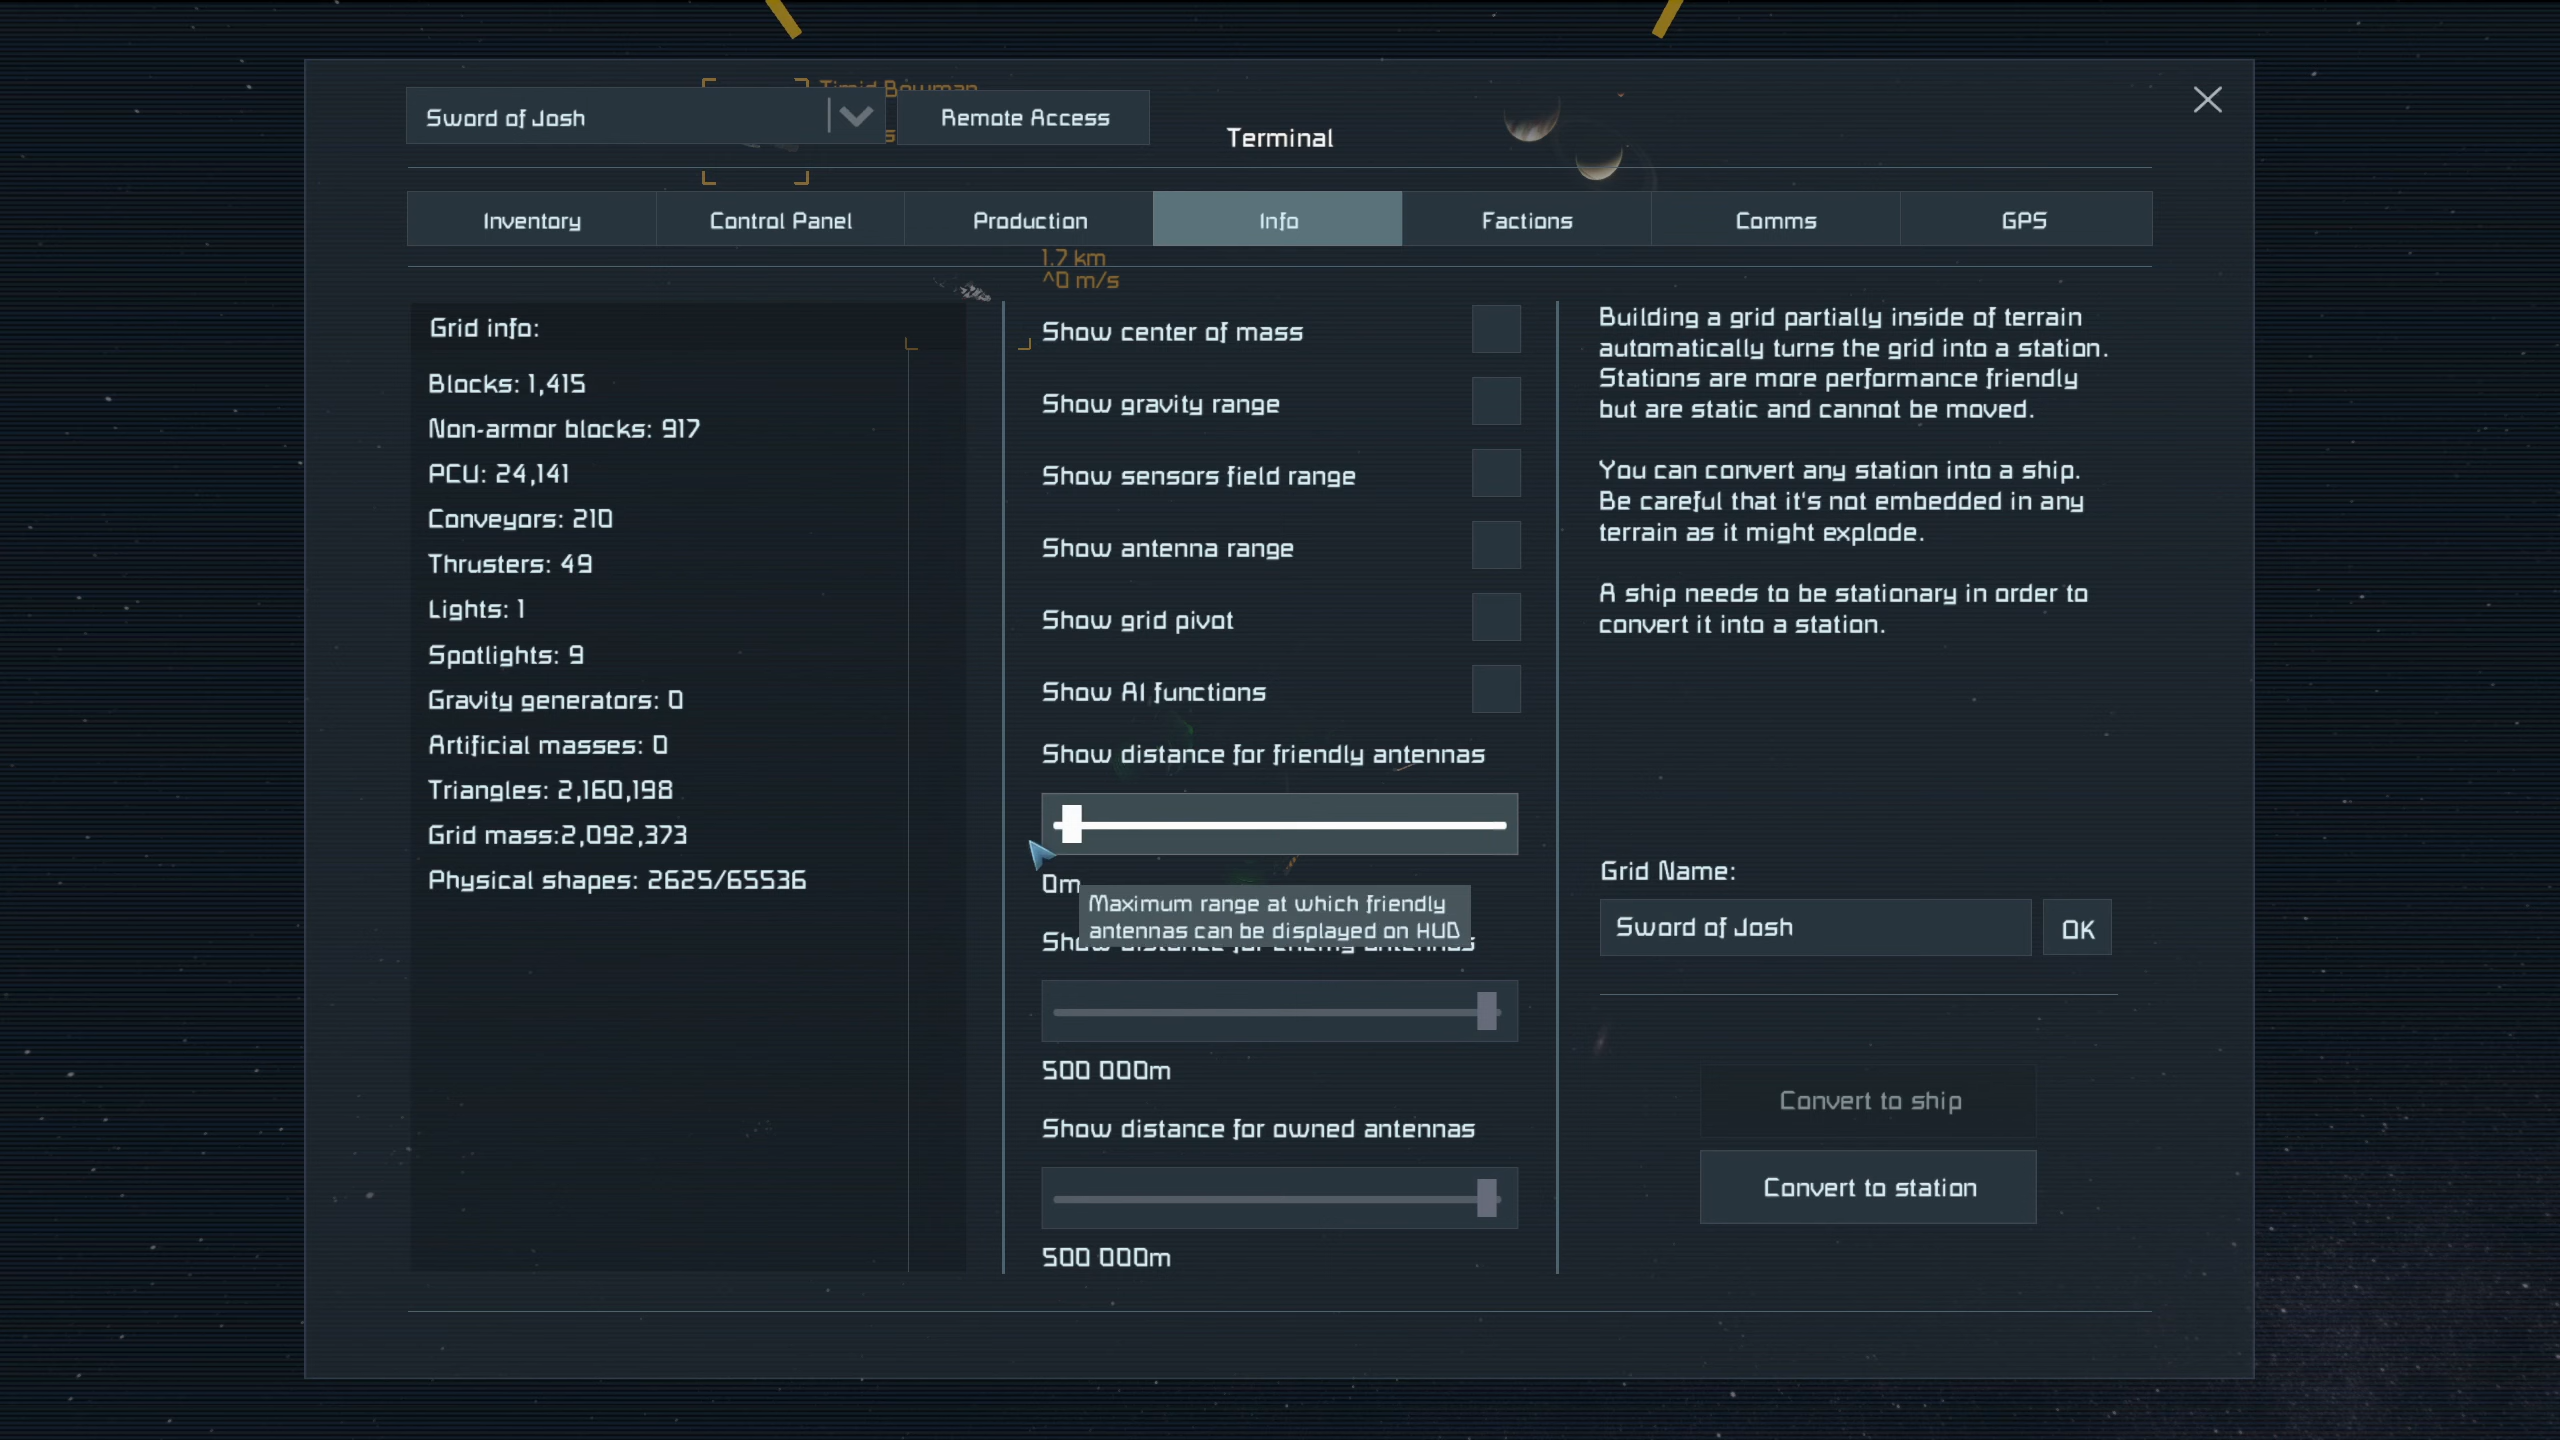 Timid Bowman
Sword of Josh
Remote Access
Terminal
Inventory
Control Panel
Production
Info
Factions
Comms
GPS
1.7 km
^0 m/s
Grid info:
Blocks: 1,415
Non-armor blocks: 917
PCU: 24,141
Conveyors: 210
Thrusters: 49
Lights: 1
Spotlights: 9
Gravity generators: 0
Artificial masses: 0
Triangles: 2,160,198
Grid mass:2,092,373
Physical shapes: 2625/65536
Show center of mass
Show gravity range
Show sensors field range
Show antenna range
Show grid pivot
Show AI functions
Show distance for friendly antennas
0m
Maximum range at which friendly
antennas can be displayed on HUD
Show distance for enemy antennas
500 000m
Show distance for owned antennas
500 000m
Building a grid partially inside of terrain
automatically turns the grid into a station.
Stations are more performance friendly
but are static and cannot be moved.
You can convert any station into a ship.
Be careful that it's not embedded in any
terrain as it might explode.
A ship needs to be stationary in order to
convert it into a station.
Grid Name:
Sword of Josh
OK
Convert to ship
Convert to station